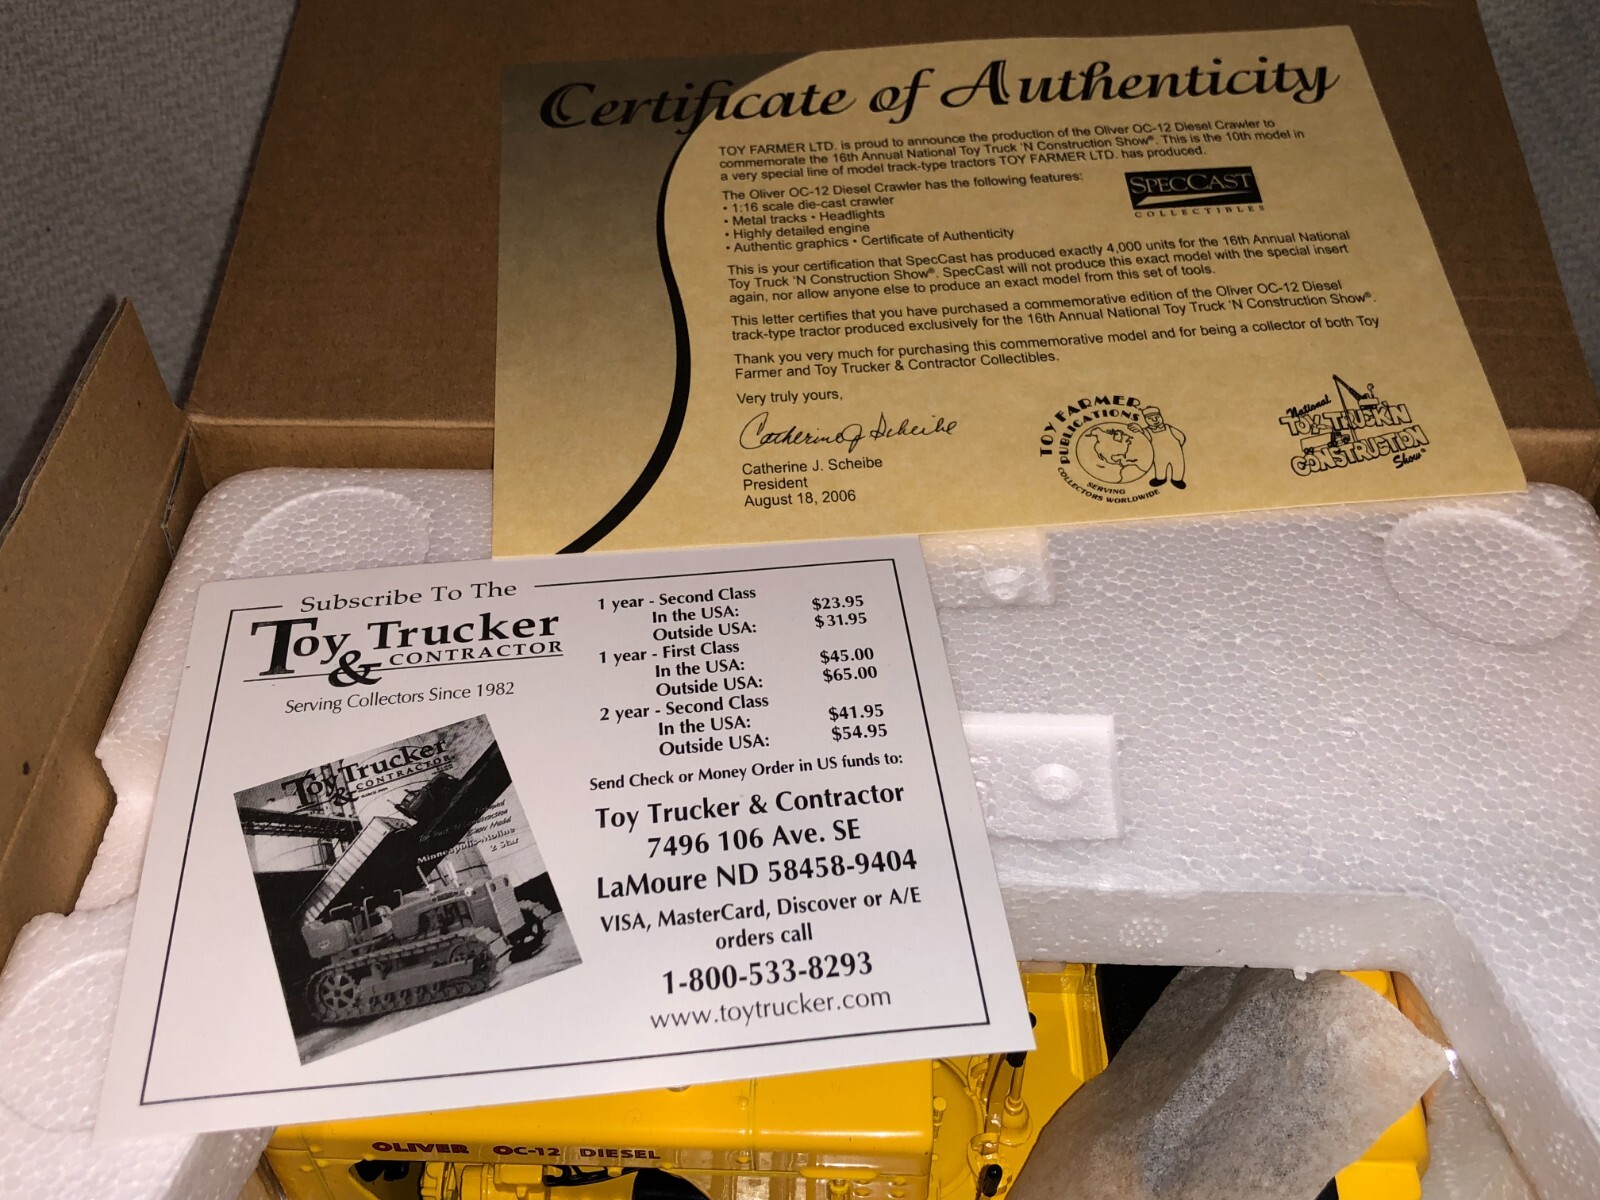 Certificate of Authenticity
TOY FARMER LTD. is proud to announce the production of the Oliver OC-12 Diesel Crawler to
commemorate the 16th Annual National Toy Truck 'N Construction Show®. This is the 10th model in
a very special line of model track-type tractors TOY FARMER LTD. has produced.
The Oliver OC-12 Diesel Crawler has the following features:
• 1:16 scale die-cast crawler
• Metal tracks • Headlights
• Highly detailed engine
• Authentic graphics • Certificate of Authenticity
SPECCAST
COLLECTIBLES
This is your certification that SpecCast has produced exactly 4,000 units for the 16th Annual National
Toy Truck 'N Construction Show®. SpecCast will not produce this exact model with the special insert
again, nor allow anyone else to produce an exact model from this set of tools.
This letter certifies that you have purchased a commemorative edition of the Oliver OC-12 Diesel
track-type tractor produced exclusively for the 16th Annual National Toy Truck 'N Construction Show®.
Thank you very much for purchasing this commemorative model and for being a collector of both Toy
Farmer and Toy Trucker & Contractor Collectibles.
Very truly yours,
Catherine J Scheibe
Catherine J. Scheibe
President
August 18, 2006
TOY FARMER
PUBLICATIONS
SERVING
COLLECTORS WORLDWIDE
National
TOY TRUCK'N
CONSTRUCTION
Show®
Subscribe To The
Toy Trucker
& CONTRACTOR
Serving Collectors Since 1982
Toy Trucker
& CONTRACTOR
Minneapolis-Moline
2 Star
1 year - Second Class
In the USA: $23.95
Outside USA: $31.95
1 year - First Class
In the USA: $45.00
Outside USA: $65.00
2 year - Second Class
In the USA: $41.95
Outside USA: $54.95
Send Check or Money Order in US funds to:
Toy Trucker & Contractor
7496 106 Ave. SE
LaMoure ND 58458-9404
VISA, MasterCard, Discover or A/E
orders call
1-800-533-8293
www.toytrucker.com
OLIVER OC-12 DIESEL